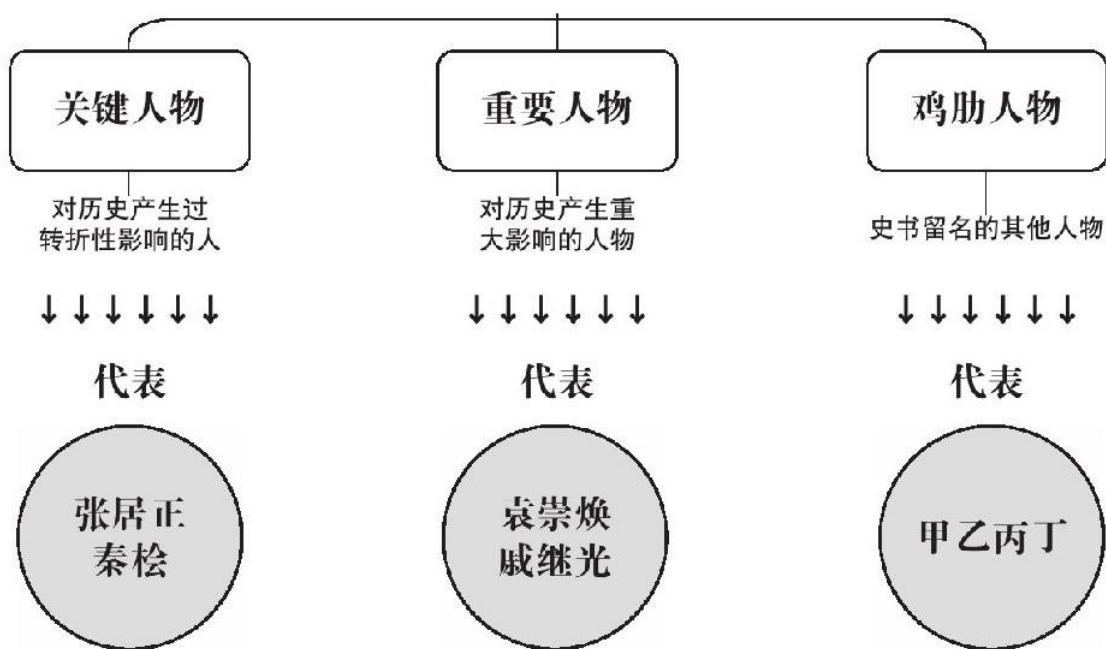 关键人物
重要人物
鸡肋人物
对历史产生过
转折性影响的人
对历史产生重
大影响的人物
史书留名的其他人物
代表
代表
代表
张居正
秦桧
袁崇焕
戚继光
甲乙丙丁